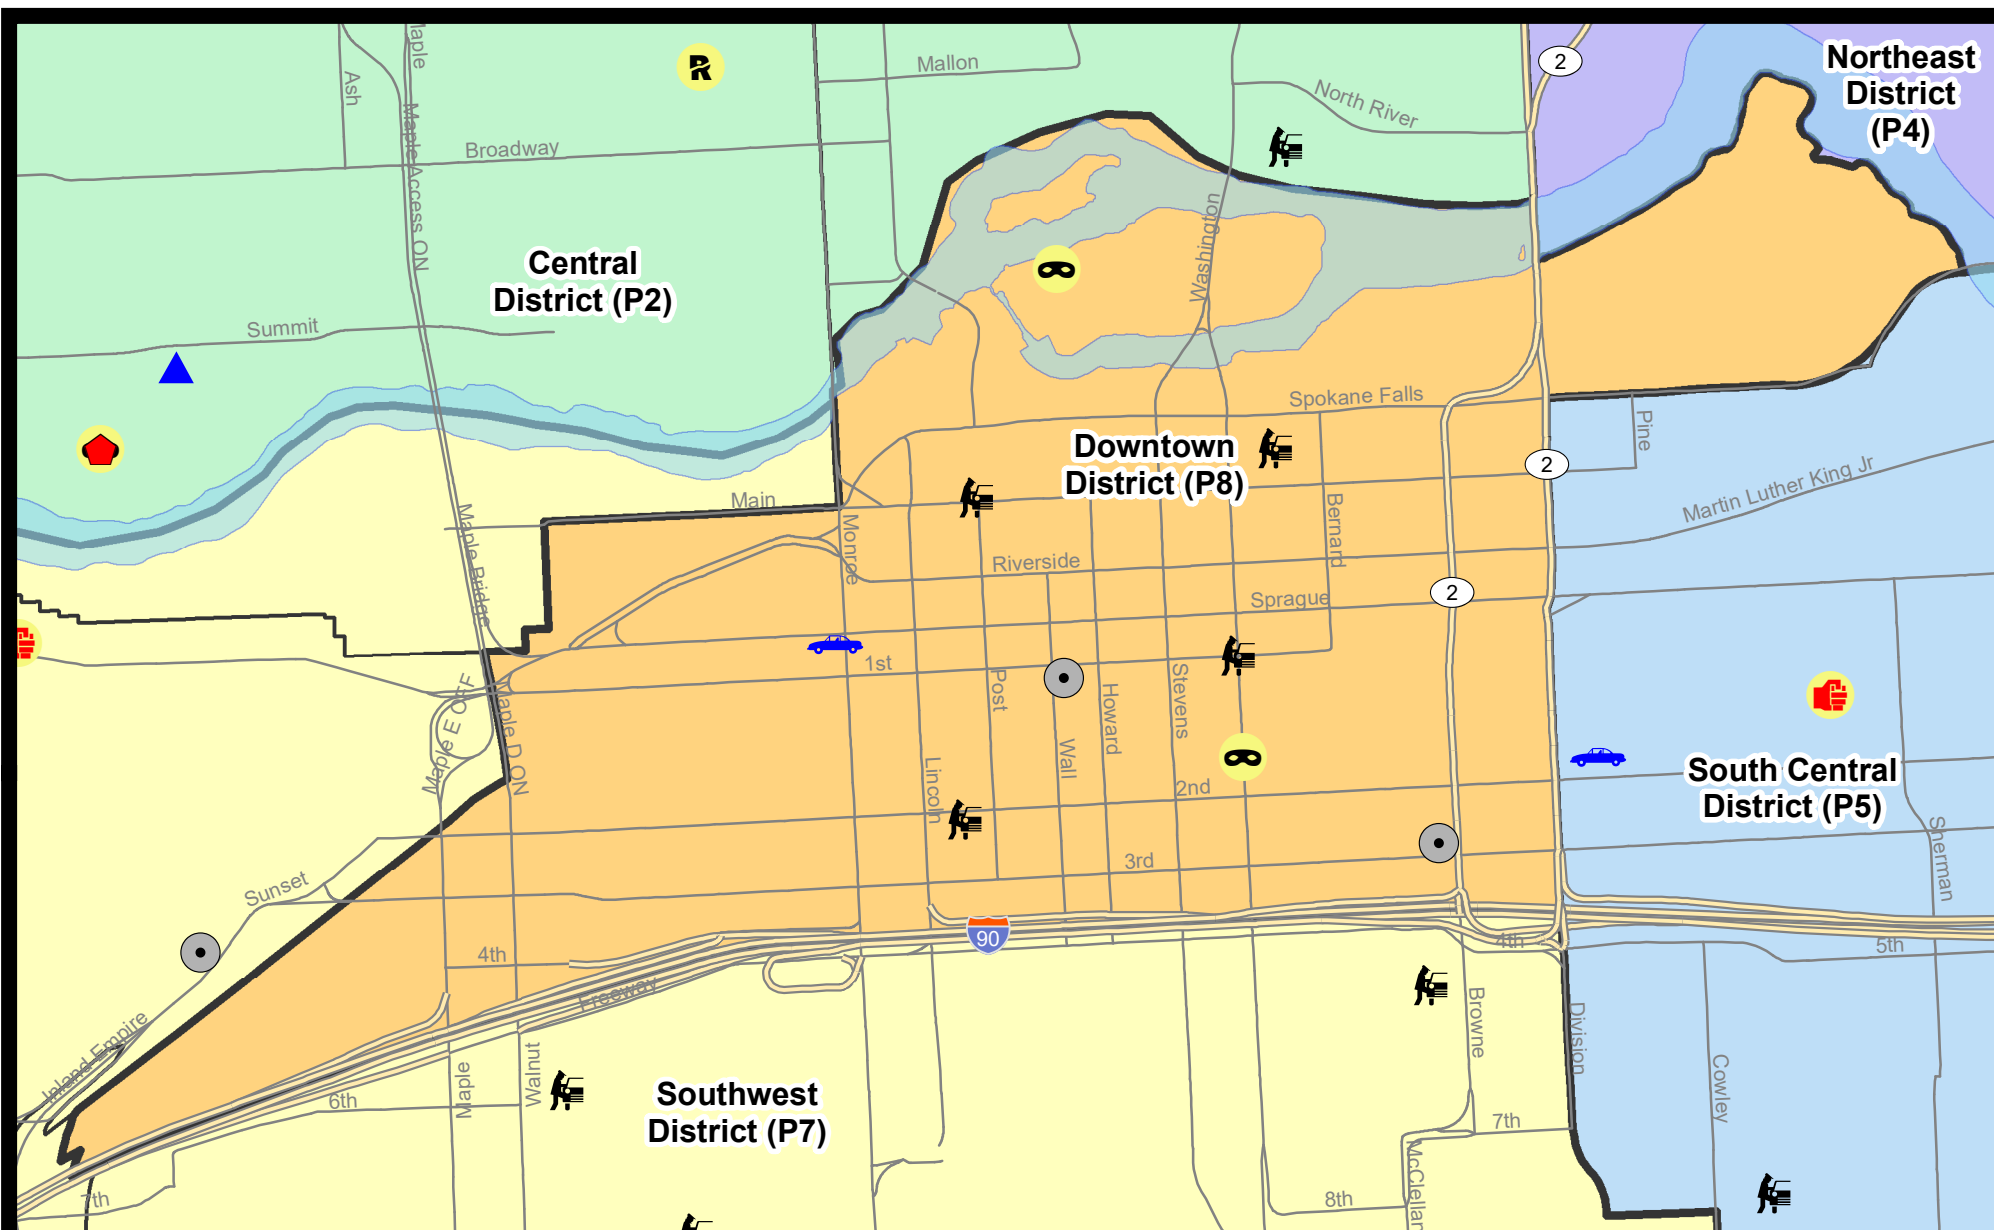 Maple
2
Northeast
District
(P4)
Ash
Mallon
North River
Maple Access ON
Broadway
Washington
Central
District (P2)
Summit
Spokane Falls
Downtown
District (P8)
Pine
2
Martin Luther King Jr
Main
Maple Bridge
Monroe
Bernard
Riverside
2
Sprague
1st
Maple E OFF
Maple D ON
Post
Howard
Stevens
Wall
Lincoln
2nd
South Central
District (P5)
Sherman
3rd
Sunset
90
4th
4th
5th
Freeway
Browne
Division
Inland Empire
Maple
Walnut
6th
Southwest
District (P7)
Cowley
7th
McClellan
7th
8th